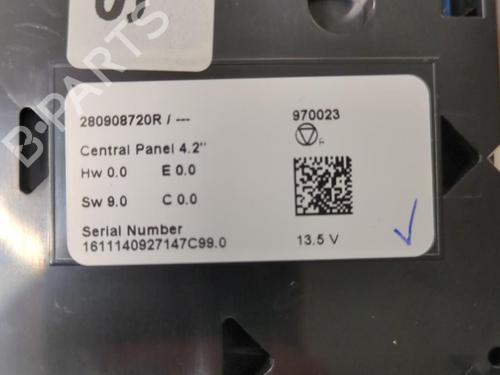 S
280908720R / ---
970023
Central Panel 4.2"
Hw 0.0 E 0.0
Sw 9.0 C 0.0
Serial Number
1611140927147C99.0
13.5 V
B-PARTS